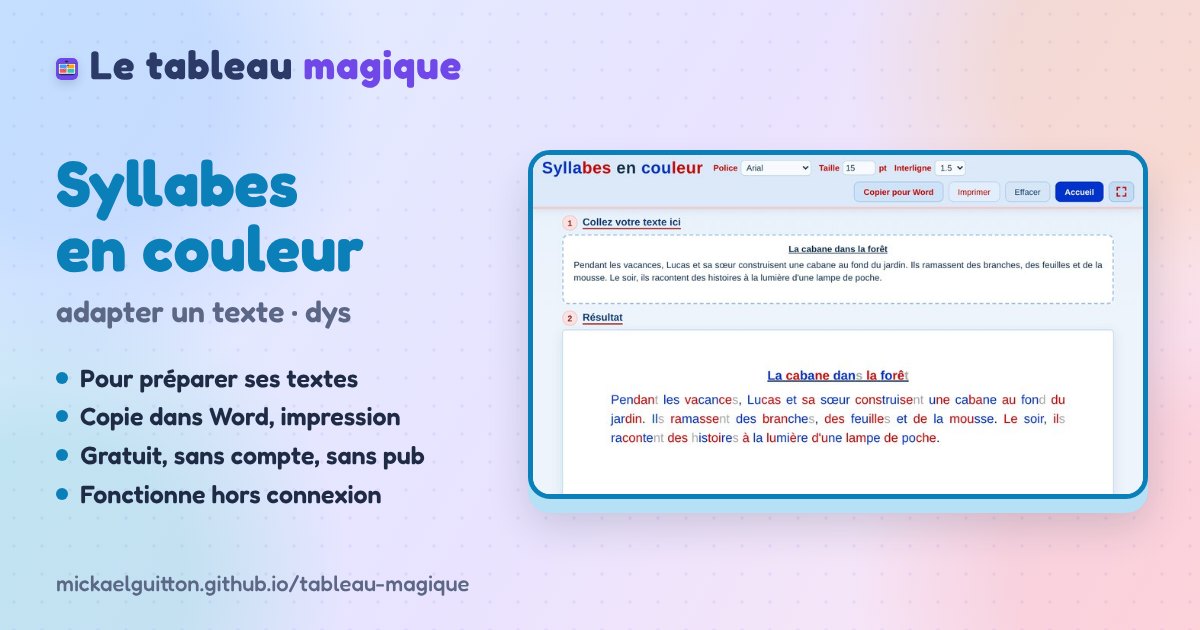 Le tableau magique
Syllabes
en couleur
adapter un texte · dys
Pour préparer ses textes
Copie dans Word, impression
Gratuit, sans compte, sans pub
Fonctionne hors connexion
mickaelguitton.github.io/tableau-magique
Syllabes en couleur Police Arial Taille 15 pt Interligne 1.5
Copier pour Word Imprimer Effacer Accueil
1 Collez votre texte ici
La cabane dans la forêt
Pendant les vacances, Lucas et sa sœur construisent une cabane au fond du jardin. Ils ramassent des branches, des feuilles et de la
mousse. Le soir, ils racontent des histoires à la lumière d'une lampe de poche.
2 Résultat
La cabane dans la forêt
Pendant les vacances, Lucas et sa sœur construisent une cabane au fond du
jardin. Ils ramassent des branches, des feuilles et de la mousse. Le soir, ils
racontent des histoires à la lumière d'une lampe de poche.